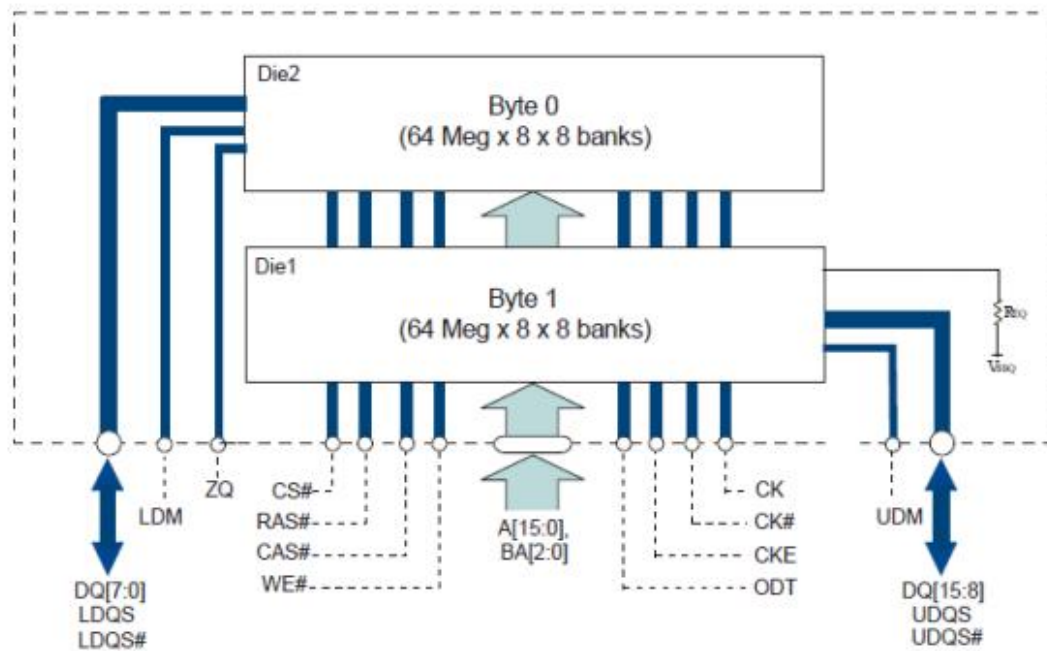 Die2
Byte 0
(64 Meg x 8 x 8 banks)
Die1
Byte 1
(64 Meg x 8 x 8 banks)
RZQ
VSSQ
ZQ
LDM
CS#
RAS#
CAS#
WE#
A[15:0],
BA[2:0]
CK
CK#
CKE
ODT
UDM
DQ[7:0]
LDQS
LDQS#
DQ[15:8]
UDQS
UDQS#